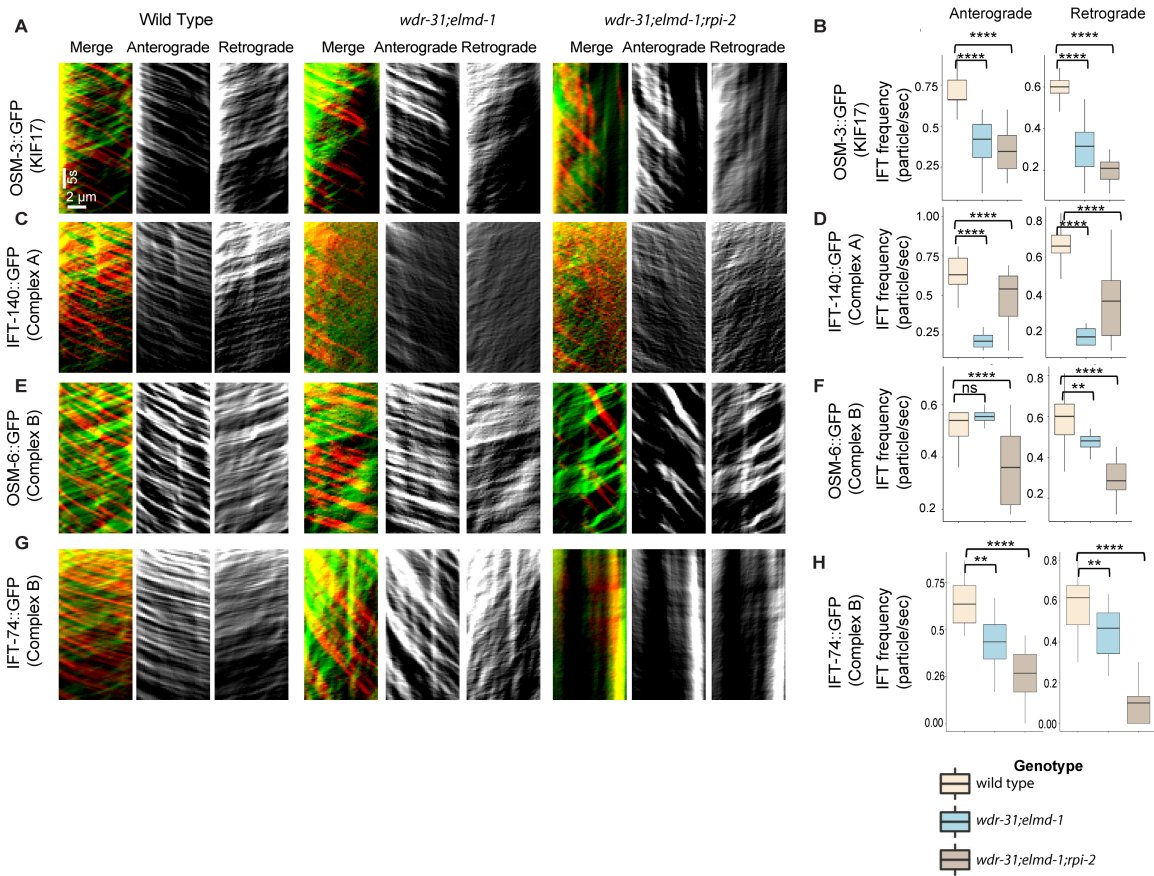 A
Wild Type
wdr-31;elmd-1
wdr-31;elmd-1;rpi-2
Merge Anterograde Retrograde
Merge Anterograde Retrograde
Merge Anterograde Retrograde
OSM-3::GFP
(KIF17)
5s
2 µm
B
Anterograde
Retrograde
OSM-3::GFP
(KIF17)
IFT frequency
(particle/sec)
****
****
0.75
0.5
0.25
****
****
0.6
0.4
0.2
C
IFT-140::GFP
(Complex A)
D
IFT-140::GFP
(Complex A)
IFT frequency
(particle/sec)
****
****
1.00
0.75
0.5
0.25
****
****
0.8
0.6
0.4
0.2
E
OSM-6::GFP
(Complex B)
F
OSM-6::GFP
(Complex B)
IFT frequency
(particle/sec)
****
ns
0.6
0.4
0.2
****
**
0.8
0.6
0.4
0.2
G
IFT-74::GFP
(Complex B)
H
IFT-74::GFP
(Complex B)
IFT frequency
(particle/sec)
****
**
0.75
0.5
0.26
0.00
****
**
0.8
0.6
0.4
0.2
0.00
Genotype
wild type
wdr-31;elmd-1
wdr-31;elmd-1;rpi-2